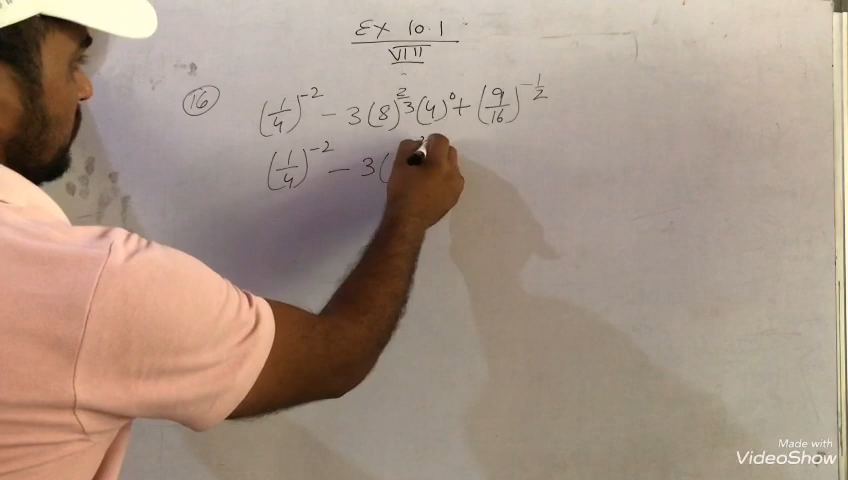 Ex 10.1
VIII
16 (1/4)^-2 - 3(8)^2/3 (4)^0 + (9/16)^-1/2
(1/4)^-2 - 3(
Made with
VideoShow